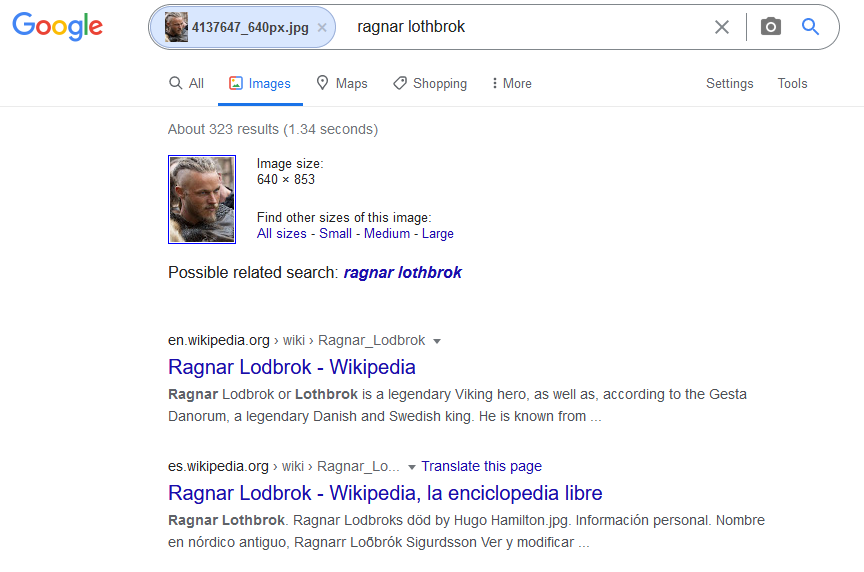 Google
4137647_640px.jpg × ragnar lothbrok
All Images Maps Shopping More Settings Tools
About 323 results (1.34 seconds)
Image size:
640 × 853
Find other sizes of this image:
All sizes - Small - Medium - Large
Possible related search: ragnar lothbrok
en.wikipedia.org › wiki › Ragnar_Lodbrok
Ragnar Lodbrok - Wikipedia
Ragnar Lodbrok or Lothbrok is a legendary Viking hero, as well as, according to the Gesta
Danorum, a legendary Danish and Swedish king. He is known from ...
es.wikipedia.org › wiki › Ragnar_Lo... Translate this page
Ragnar Lodbrok - Wikipedia, la enciclopedia libre
Ragnar Lothbrok. Ragnar Lodbroks död by Hugo Hamilton.jpg. Información personal. Nombre
en nórdico antiguo, Ragnarr Loðbrók Sigurdsson Ver y modificar ...